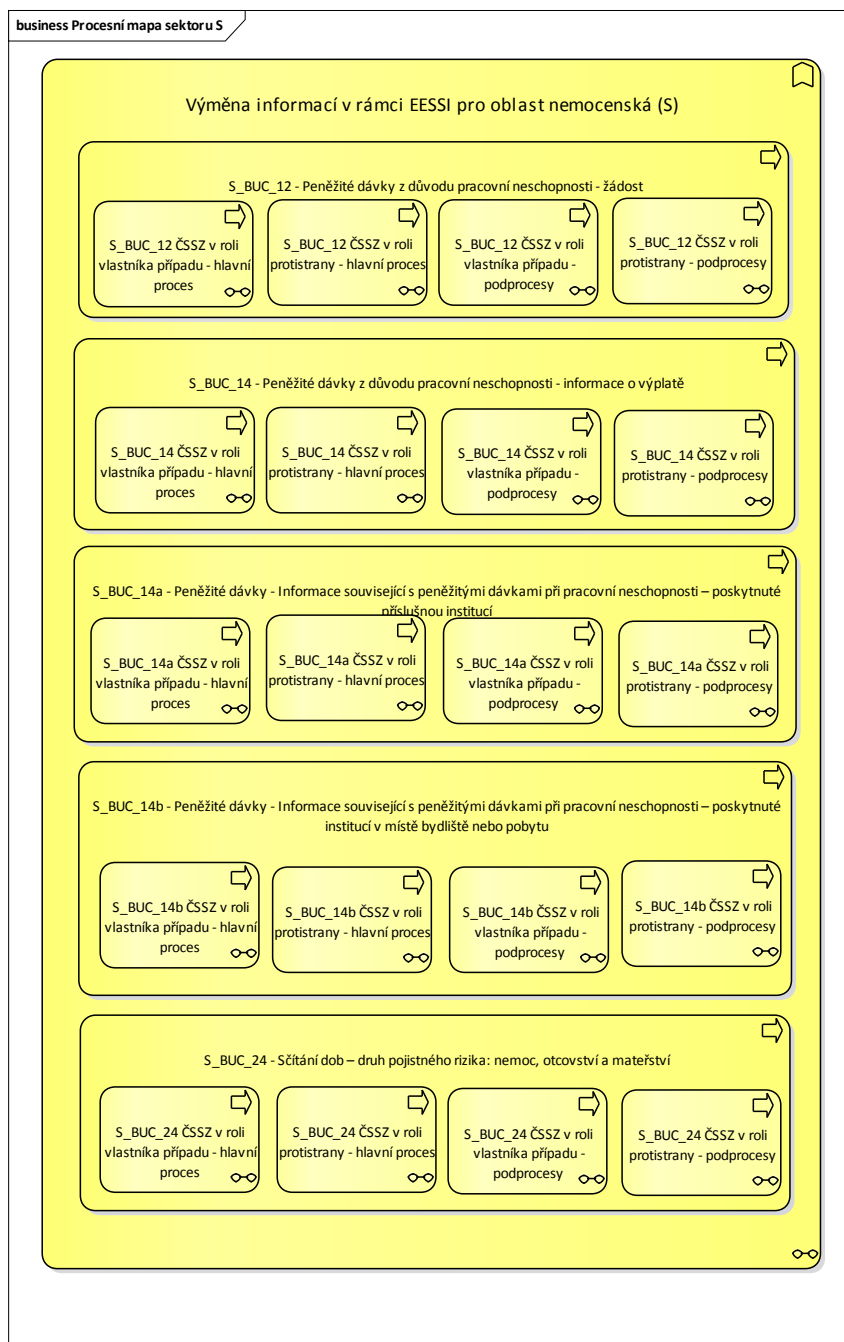 business Procesní mapa sektoru S
Výměna informací v rámci EESSI pro oblast nemocenská (S)
S_BUC_12 - Peněžité dávky z důvodu pracovní neschopnosti - žádost
S_BUC_12 ČSSZ v roli
vlastníka případu - hlavní
proces
S_BUC_12 ČSSZ v roli
protistrany - hlavní proces
S_BUC_12 ČSSZ v roli
vlastníka případu -
podprocesy
S_BUC_12 ČSSZ v roli
protistrany - podprocesy
S_BUC_14 - Peněžité dávky z důvodu pracovní neschopnosti - informace o výplatě
S_BUC_14 ČSSZ v roli
vlastníka případu - hlavní
proces
S_BUC_14 ČSSZ v roli
protistrany - hlavní proces
S_BUC_14 ČSSZ v roli
vlastníka případu -
podprocesy
S_BUC_14 ČSSZ v roli
protistrany - podprocesy
S_BUC_14a - Peněžité dávky - Informace související s peněžitými dávkami při pracovní neschopnosti – poskytnuté
příslušnou institucí
S_BUC_14a ČSSZ v roli
vlastníka případu - hlavní
proces
S_BUC_14a ČSSZ v roli
protistrany - hlavní proces
S_BUC_14a ČSSZ v roli
vlastníka případu -
podprocesy
S_BUC_14a ČSSZ v roli
protistrany - podprocesy
S_BUC_14b - Peněžité dávky - Informace související s peněžitými dávkami při pracovní neschopnosti – poskytnuté
institucí v místě bydliště nebo pobytu
S_BUC_14b ČSSZ v roli
vlastníka případu - hlavní
proces
S_BUC_14b ČSSZ v roli
protistrany - hlavní proces
S_BUC_14b ČSSZ v roli
vlastníka případu -
podprocesy
S_BUC_14b ČSSZ v roli
protistrany - podprocesy
S_BUC_24 - Sčítání dob – druh pojistného rizika: nemoc, otcovství a mateřství
S_BUC_24 ČSSZ v roli
vlastníka případu - hlavní
proces
S_BUC_24 ČSSZ v roli
protistrany - hlavní proces
S_BUC_24 ČSSZ v roli
vlastníka případu -
podprocesy
S_BUC_24 ČSSZ v roli
protistrany - podprocesy